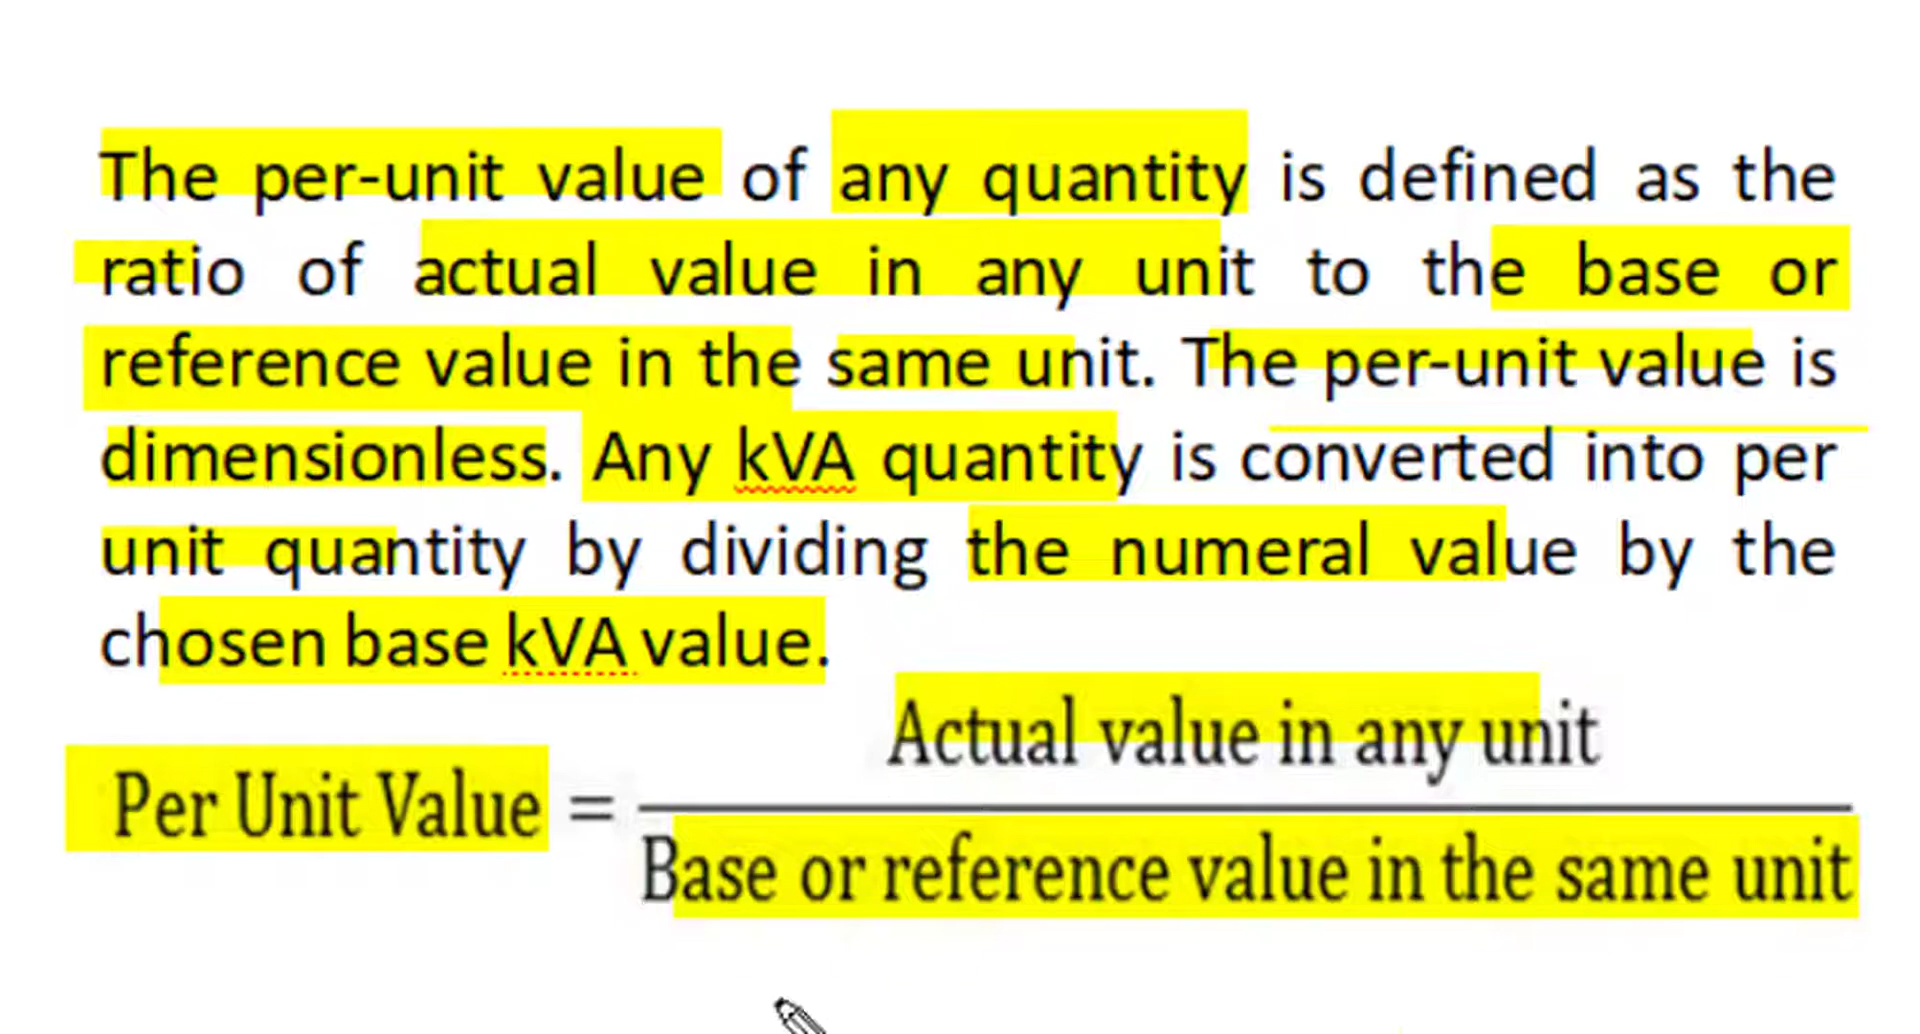 The per-unit value of any quantity is defined as the
ratio of actual value in any unit to the base or
reference value in the same unit. The per-unit value is
dimensionless. Any kVA quantity is converted into per
unit quantity by dividing the numeral value by the
chosen base kVA value.
Actual value in any unit
Per Unit Value =
Base or reference value in the same unit